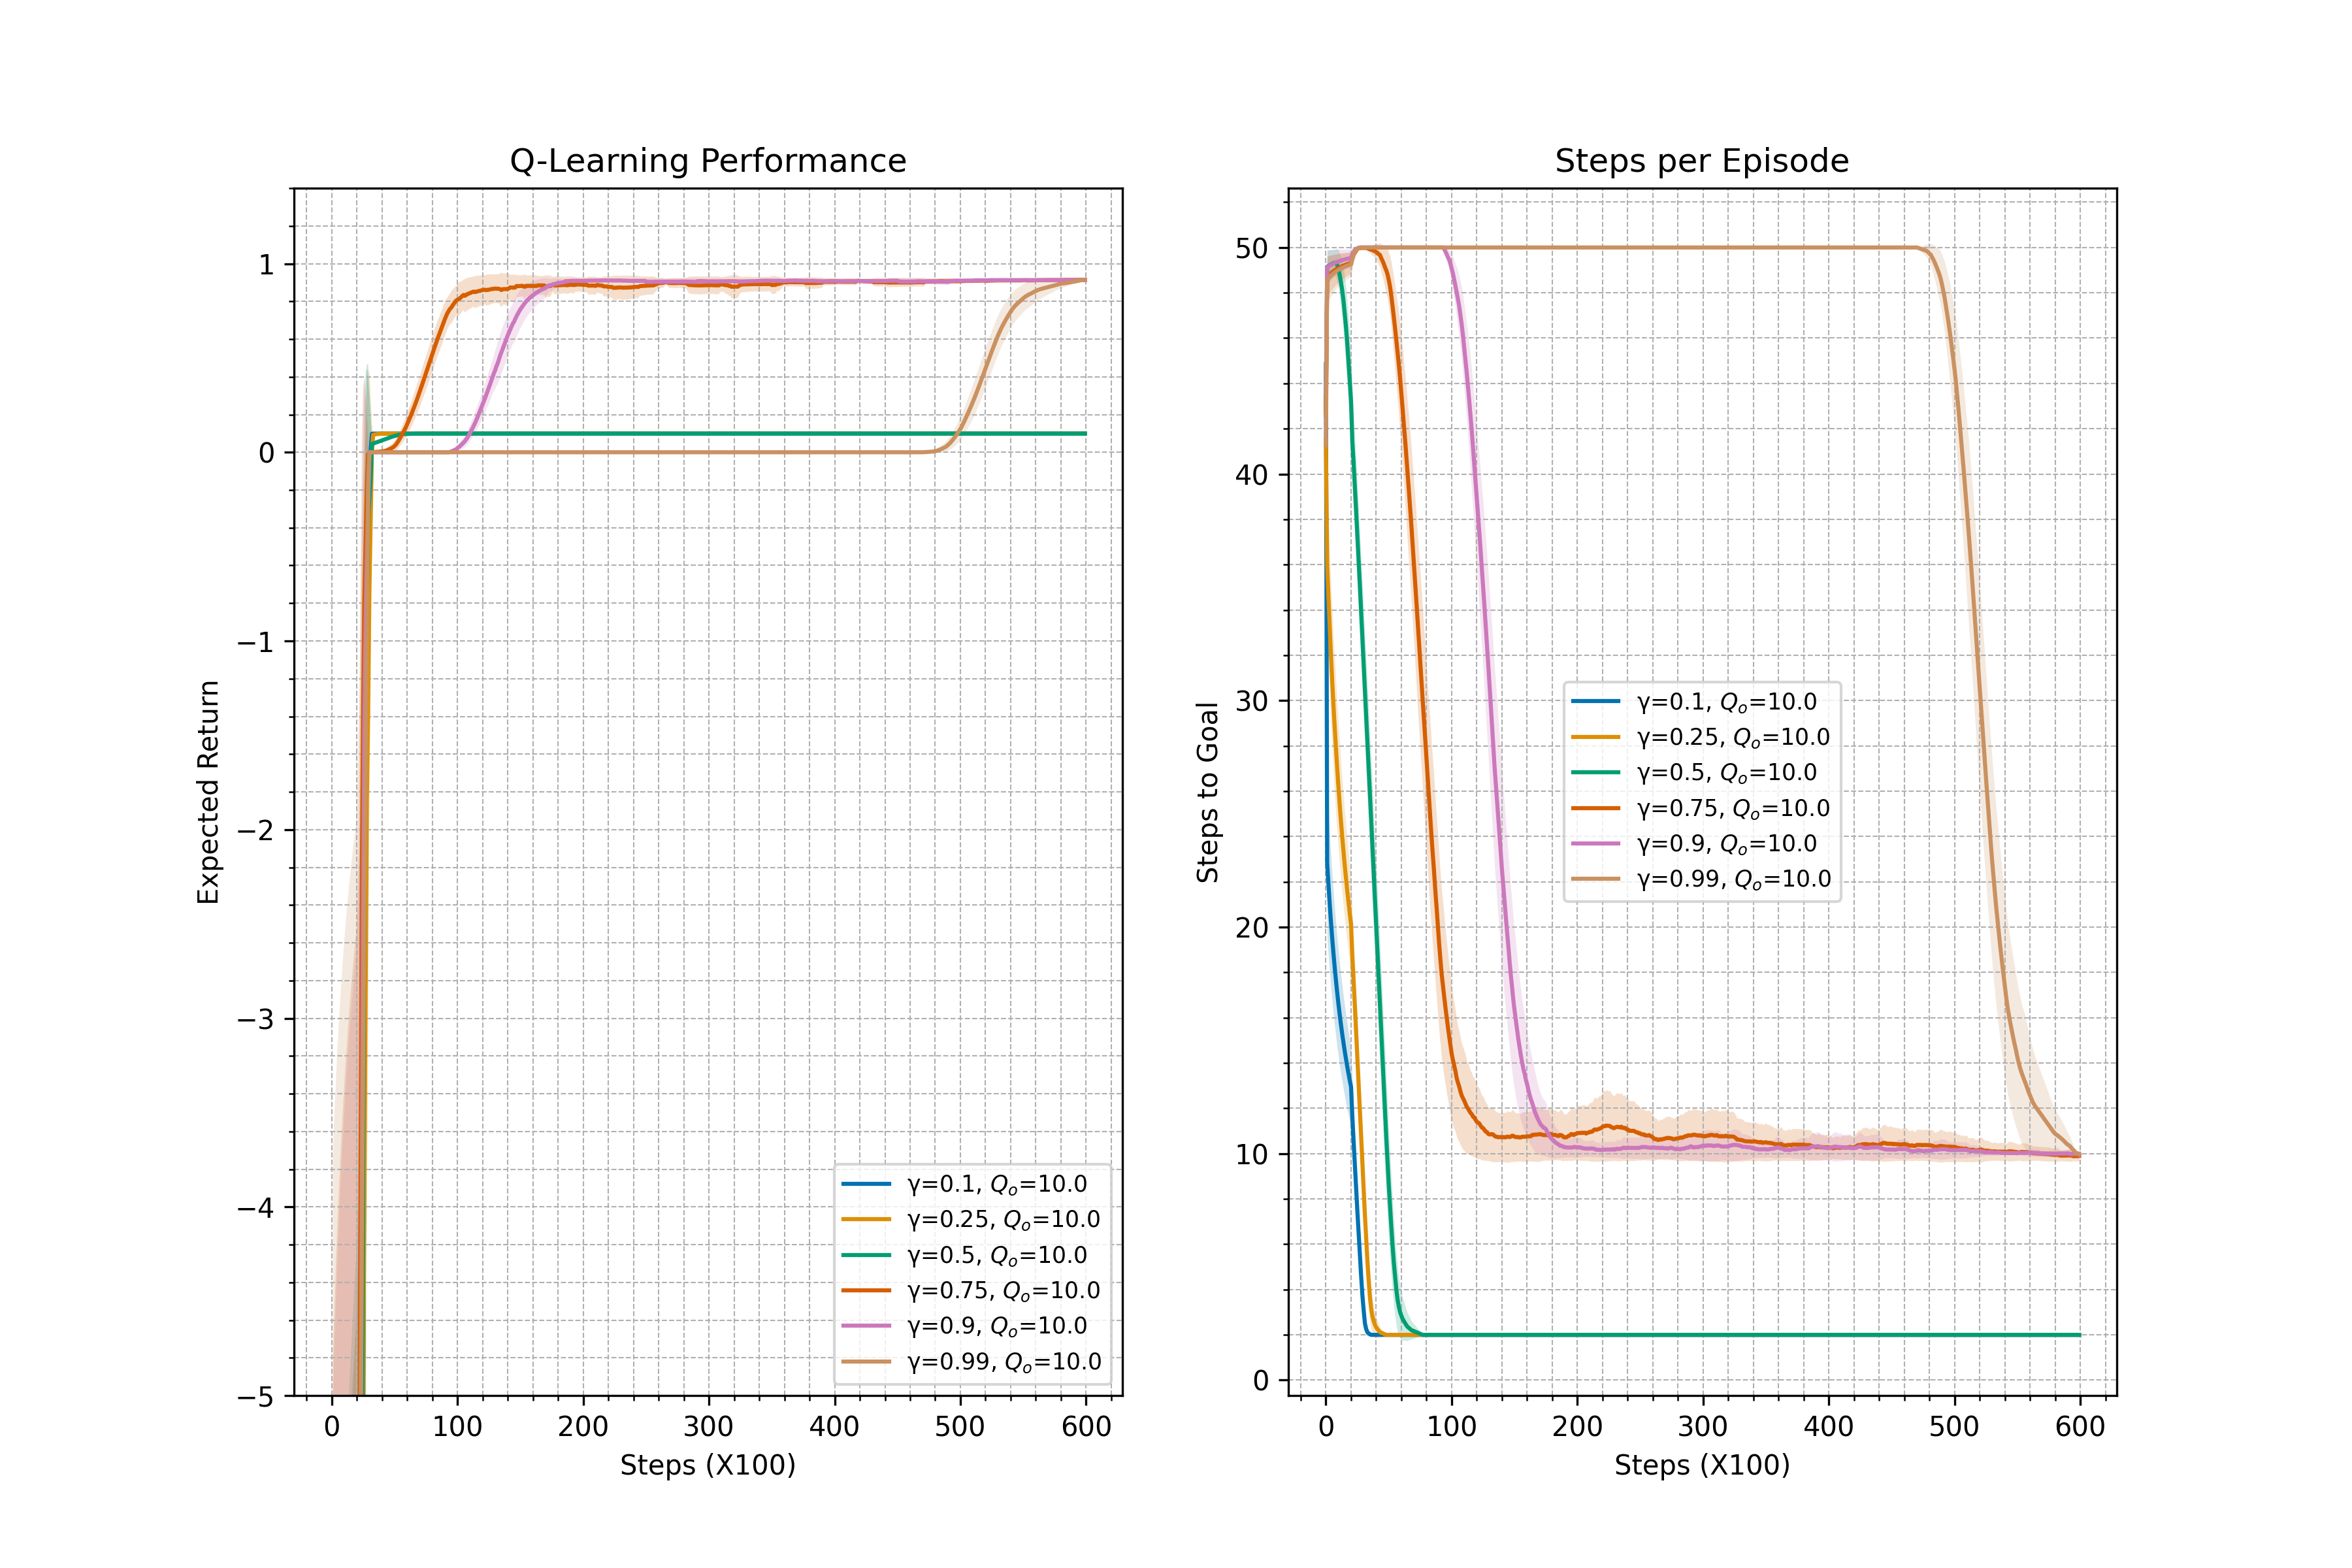 Q-Learning Performance
Expected Return
1
0
−1
−2
−3
−4
−5
0 100 200 300 400 500 600
Steps (X100)
γ=0.1, Qₒ=10.0
γ=0.25, Qₒ=10.0
γ=0.5, Qₒ=10.0
γ=0.75, Qₒ=10.0
γ=0.9, Qₒ=10.0
γ=0.99, Qₒ=10.0
Steps per Episode
Steps to Goal
50
40
30
20
10
0
0 100 200 300 400 500 600
Steps (X100)
γ=0.1, Qₒ=10.0
γ=0.25, Qₒ=10.0
γ=0.5, Qₒ=10.0
γ=0.75, Qₒ=10.0
γ=0.9, Qₒ=10.0
γ=0.99, Qₒ=10.0